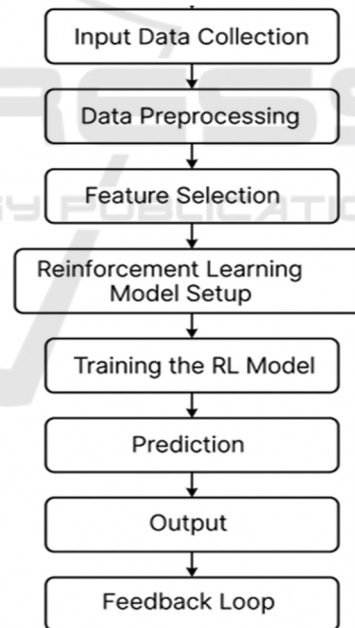 Input Data Collection
Data Preprocessing
Feature Selection
Reinforcement Learning
Model Setup
Training the RL Model
Prediction
Output
Feedback Loop